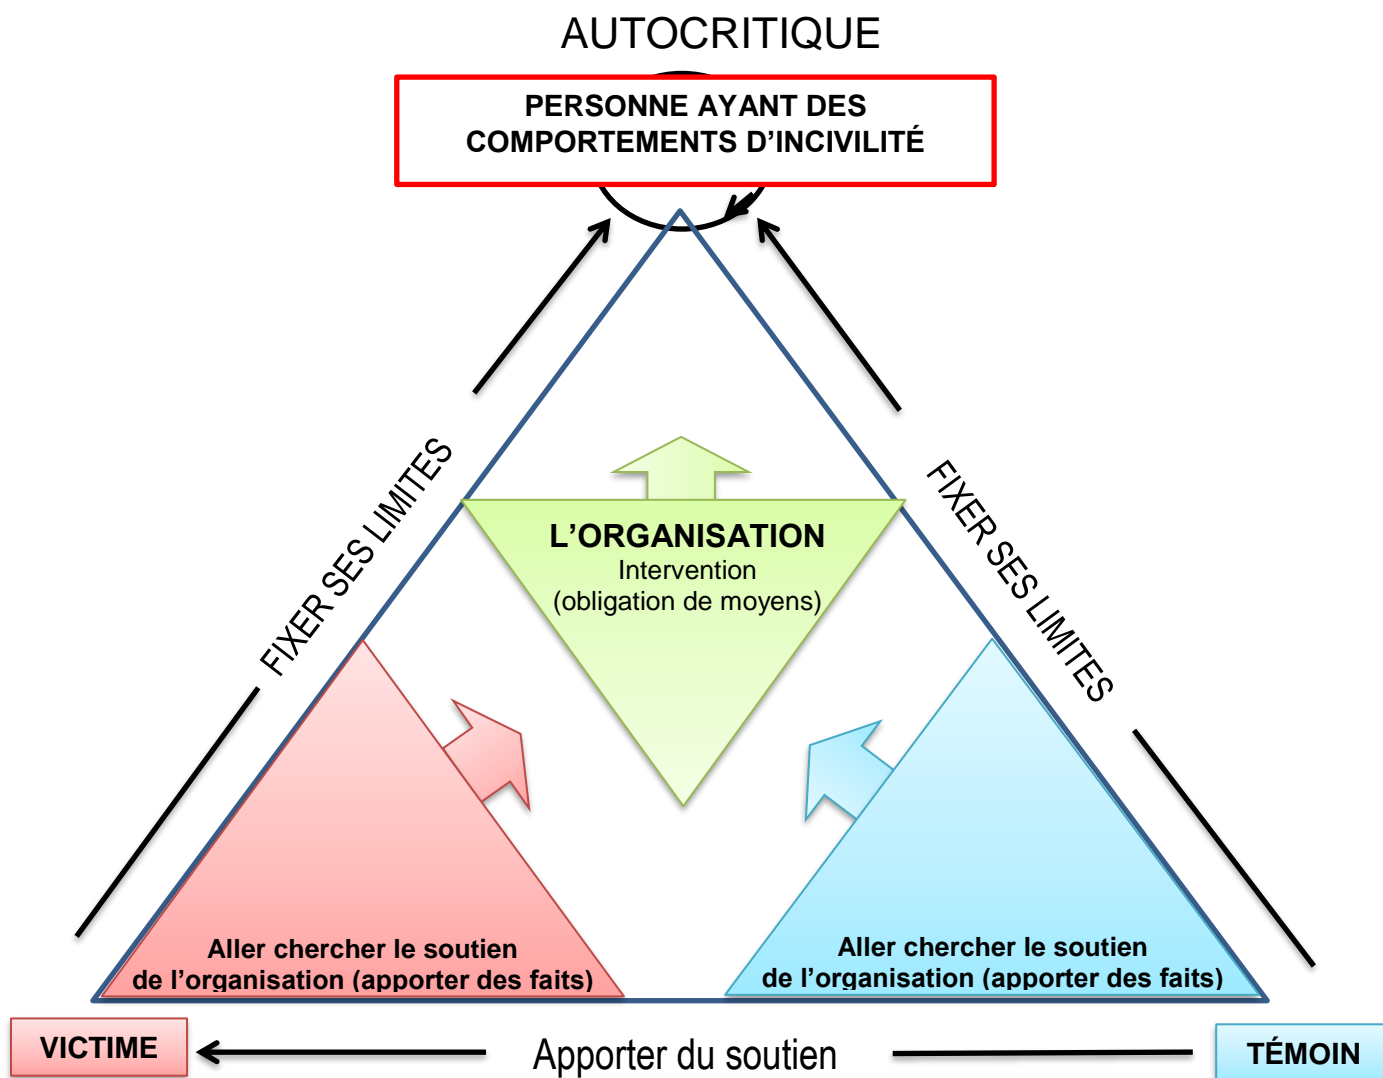 AUTOCRITIQUE
PERSONNE AYANT DES
COMPORTEMENTS D’INCIVILITÉ
FIXER SES LIMITES
FIXER SES LIMITES
L’ORGANISATION
Intervention
(obligation de moyens)
Aller chercher le soutien
de l’organisation (apporter des faits)
Aller chercher le soutien
de l’organisation (apporter des faits)
VICTIME
Apporter du soutien
TÉMOIN